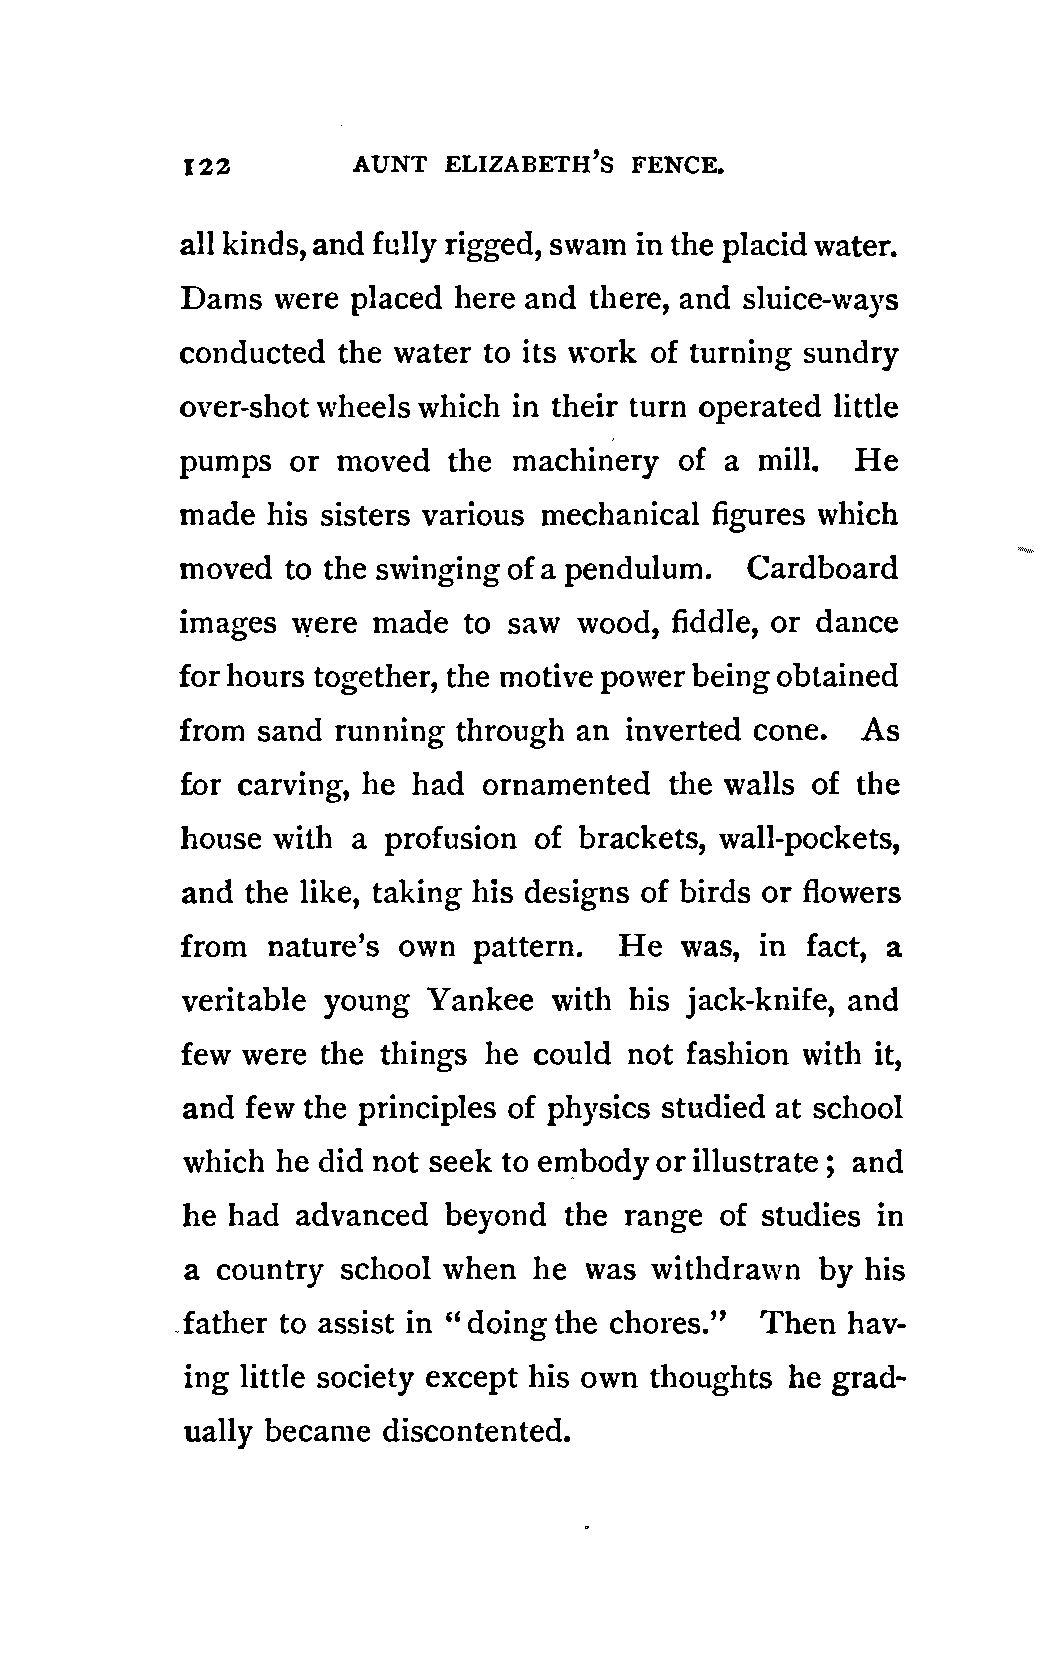 122 AUNT ELIZABETH'S FENCE.
all kinds, and fully rigged, swam in the placid water.
Dams were placed here and there, and sluice-ways
conducted the water to its work of turning sundry
over-shot wheels which in their turn operated little
pumps or moved the machinery of a mill. He
made his sisters various mechanical figures which
moved to the swinging of a pendulum. Cardboard
images were made to saw wood, fiddle, or dance
for hours together, the motive power being obtained
from sand running through an inverted cone. As
for carving, he had ornamented the walls of the
house with a profusion of brackets, wall-pockets,
and the like, taking his designs of birds or flowers
from nature's own pattern. He was, in fact, a
veritable young Yankee with his jack-knife, and
few were the things he could not fashion with it,
and few the principles of physics studied at school
which he did not seek to embody or illustrate; and
he had advanced beyond the range of studies in
a country school when he was withdrawn by his
father to assist in "doing the chores." Then hav-
ing little society except his own thoughts he grad-
ually became discontented.